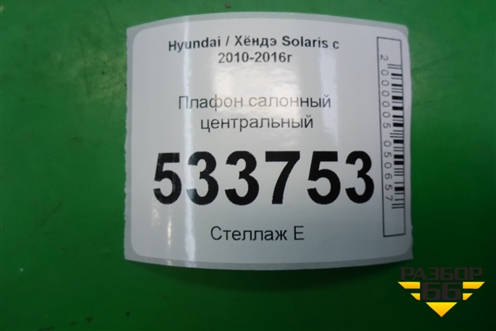 Hyundai / Хёндэ Solaris с
2010-2016г
Плафон салонный
центральный
533753
Стеллаж Е
2000005050657
РАЗБОР
66